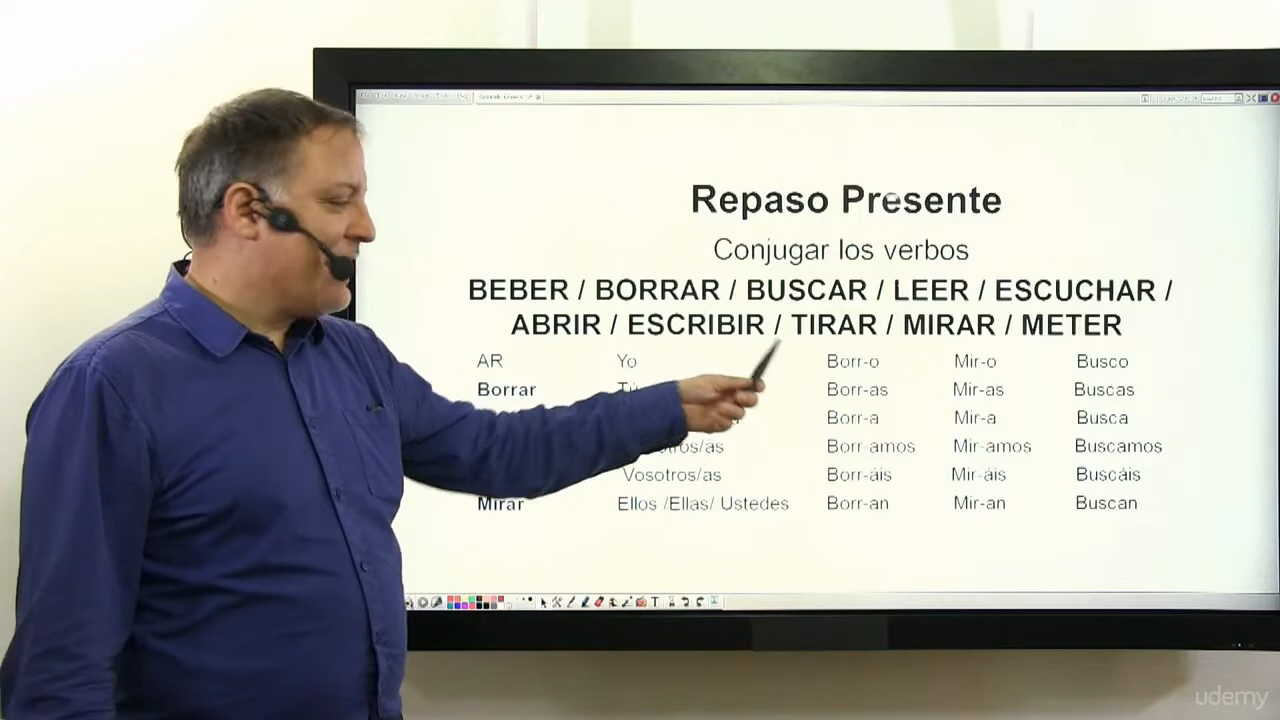 Repaso Presente
Conjugar los verbos
BEBER / BORRAR / BUSCAR / LEER / ESCUCHAR /
ABRIR / ESCRIBIR / TIRAR / MIRAR / METER
AR Yo Borr-o Mir-o Busco
Borrar Borr-as Mir-as Buscas
Borr-a Mir-a Busca
Borr-amos Mir-amos Buscamos
Vosotros/as Borr-áis Mir-áis Buscáis
Mirar Ellos /Ellas/ Ustedes Borr-an Mir-an Buscan
udemy